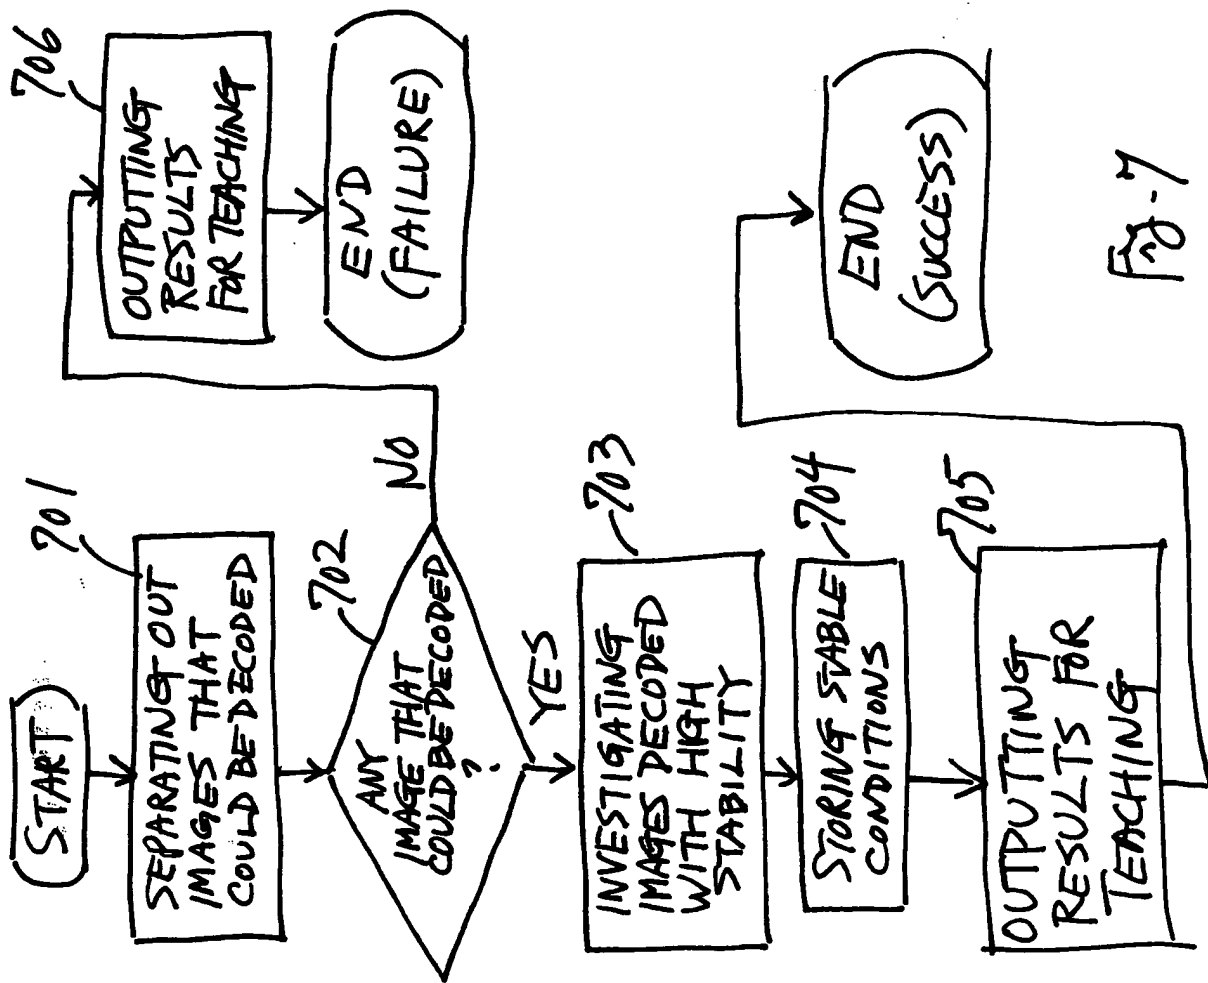 START
701
SEPARATING OUT
IMAGES THAT
COULD BE DECODED
702
ANY
IMAGE THAT
COULD BE DECODED
?
NO
YES
703
INVESTIGATING
IMAGES DECODED
WITH HIGH
STABILITY
704
STORING STABLE
CONDITIONS
705
OUTPUTTING
RESULTS FOR
TEACHING
706
OUTPUTTING
RESULTS
FOR TEACHING
END
(FAILURE)
END
(SUCCESS)
Fig-7